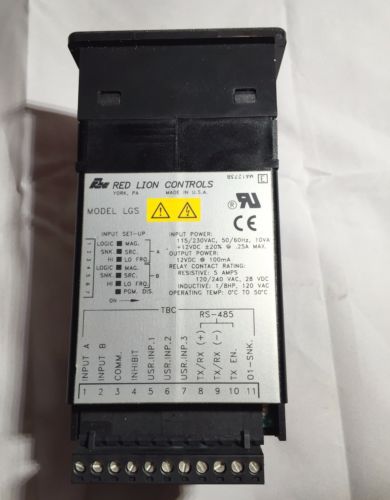 RED LION CONTROLS
YORK, PA. MADE IN U.S.A.
MODEL LGS
CE
INPUT SET-UP
LOGIC MAG.
SNK. SRC. A
HI LO FRQ
LOGIC MAG.
SNK. SRC. B
HI LO FRQ
PGM. DIS.
ON
INPUT POWER:
115/230VAC, 50/60Hz, 10VA
+12VDC ±20% @ .25A MAX.
OUTPUT POWER:
12VDC @ 100mA
RELAY CONTACT RATING:
RESISTIVE: 5 AMPS
120/240 VAC, 28 VDC
INDUCTIVE: 1/8HP, 120 VAC
OPERATING TEMP: 0°C TO 50°C
TBC
RS-485
INPUT A
INPUT B
COMM.
INHIBIT
USR.INP.1
USR.INP.2
USR.INP.3
TX/RX (+)
TX/RX (-)
TX EN.
O1-SNK.
1 2 3 4 5 6 7 8 9 10 11